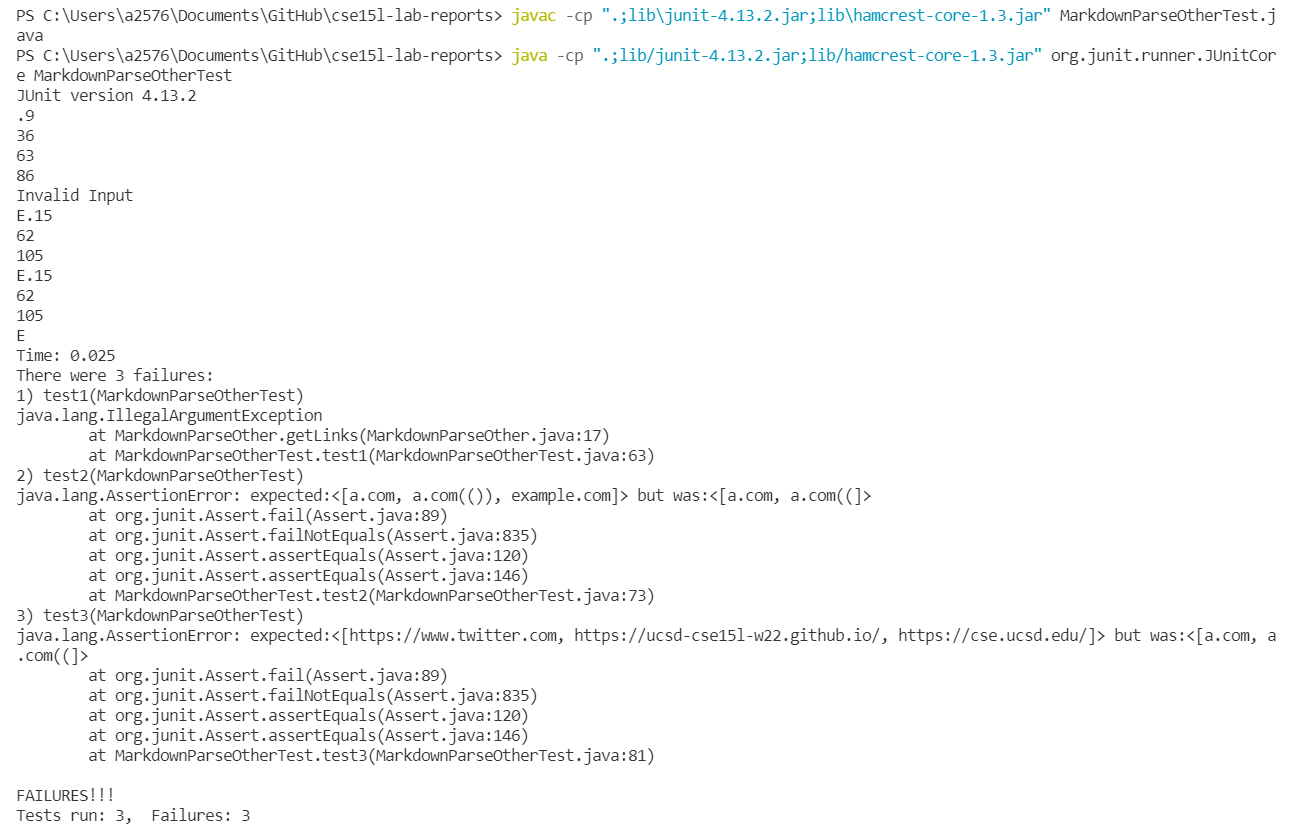 PS C:\Users\a2576\Documents\GitHub\cse15l-lab-reports> javac -cp ".;lib\junit-4.13.2.jar;lib\hamcrest-core-1.3.jar" MarkdownParseOtherTest.j
ava
PS C:\Users\a2576\Documents\GitHub\cse15l-lab-reports> java -cp ".;lib/junit-4.13.2.jar;lib/hamcrest-core-1.3.jar" org.junit.runner.JUnitCor
e MarkdownParseOtherTest
JUnit version 4.13.2
.9
36
63
86
Invalid Input
E.15
62
105
E.15
62
105
E
Time: 0.025
There were 3 failures:
1) test1(MarkdownParseOtherTest)
java.lang.IllegalArgumentException
        at MarkdownParseOther.getLinks(MarkdownParseOther.java:17)
        at MarkdownParseOtherTest.test1(MarkdownParseOtherTest.java:63)
2) test2(MarkdownParseOtherTest)
java.lang.AssertionError: expected:<[a.com, a.com(()), example.com]> but was:<[a.com, a.com((]>
        at org.junit.Assert.fail(Assert.java:89)
        at org.junit.Assert.failNotEquals(Assert.java:835)
        at org.junit.Assert.assertEquals(Assert.java:120)
        at org.junit.Assert.assertEquals(Assert.java:146)
        at MarkdownParseOtherTest.test2(MarkdownParseOtherTest.java:73)
3) test3(MarkdownParseOtherTest)
java.lang.AssertionError: expected:<[https://www.twitter.com, https://ucsd-cse15l-w22.github.io/, https://cse.ucsd.edu/]> but was:<[a.com, a
.com((]>
        at org.junit.Assert.fail(Assert.java:89)
        at org.junit.Assert.failNotEquals(Assert.java:835)
        at org.junit.Assert.assertEquals(Assert.java:120)
        at org.junit.Assert.assertEquals(Assert.java:146)
        at MarkdownParseOtherTest.test3(MarkdownParseOtherTest.java:81)

FAILURES!!!
Tests run: 3,  Failures: 3